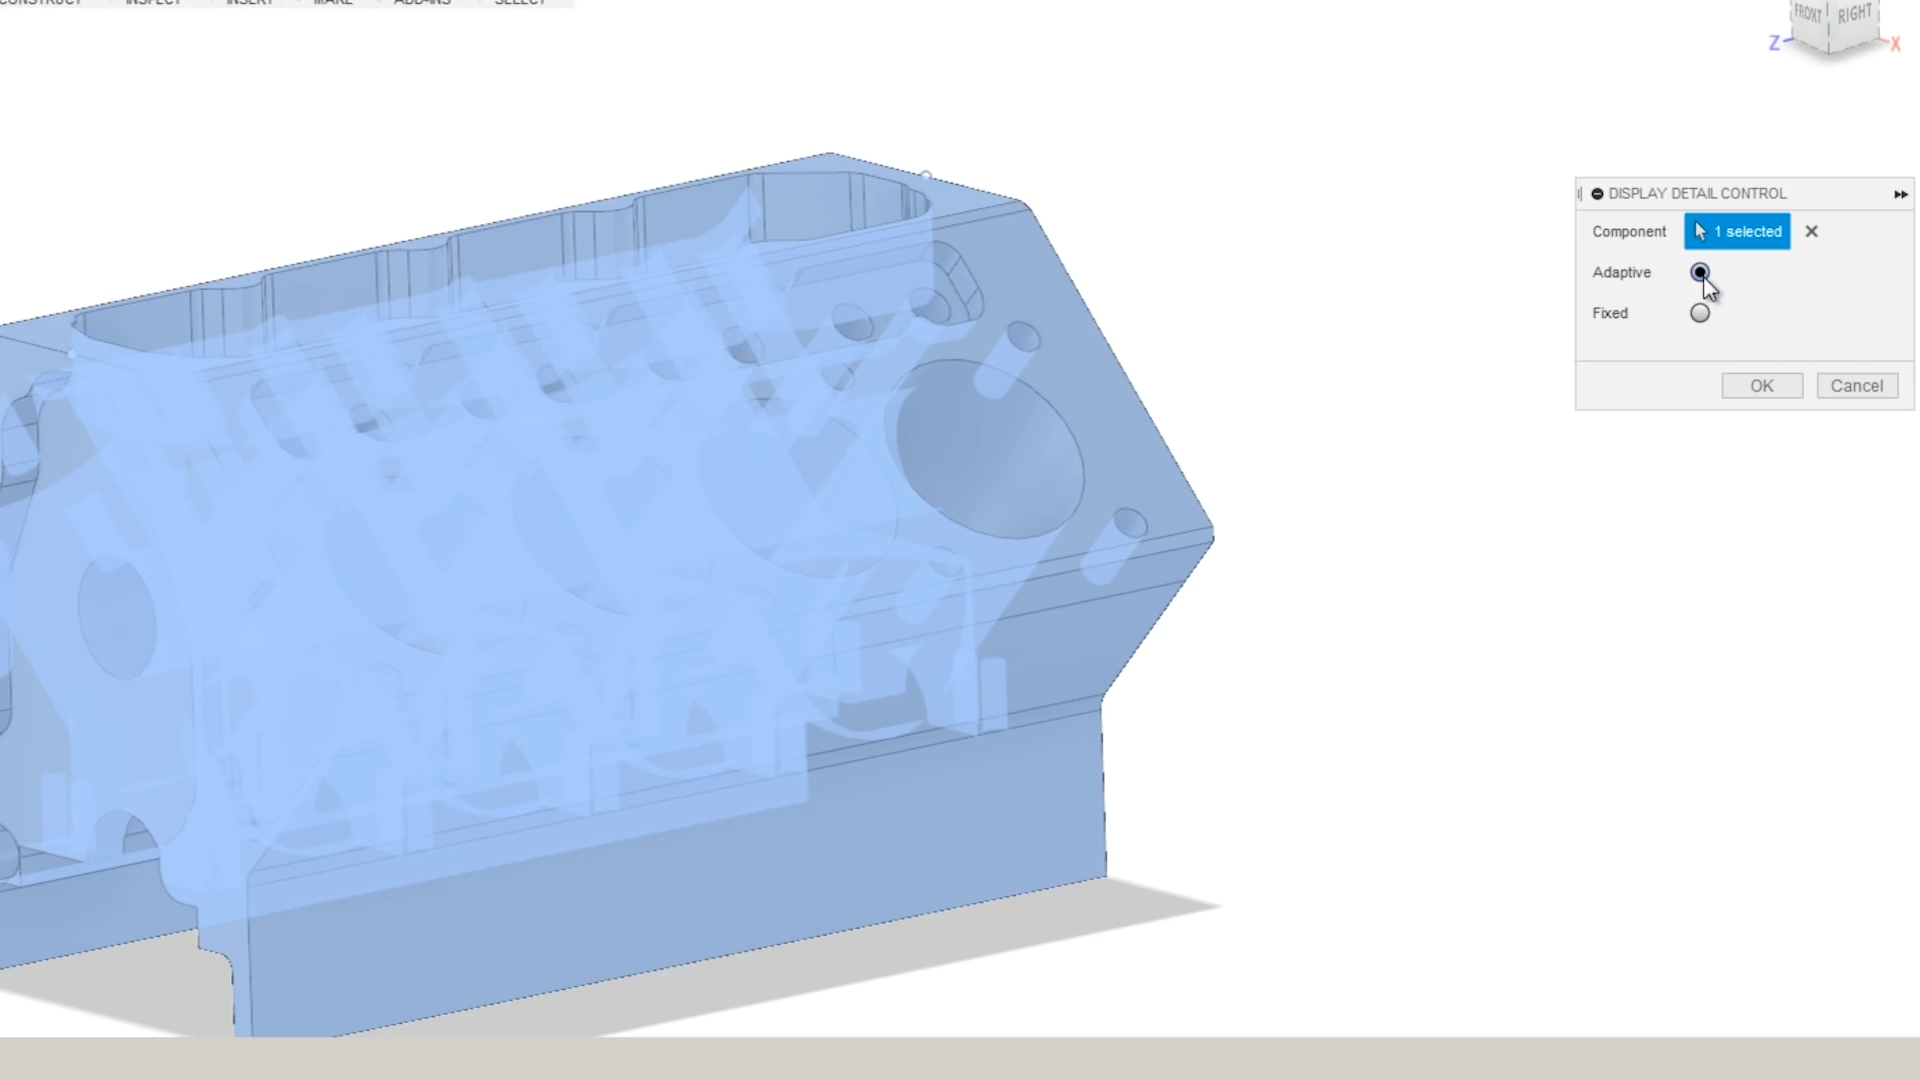 CONSTRUCT INSPECT INSERT MAKE ADD-INS SELECT
FRONT RIGHT
Z X
DISPLAY DETAIL CONTROL
Component 1 selected
Adaptive
Fixed
OK Cancel